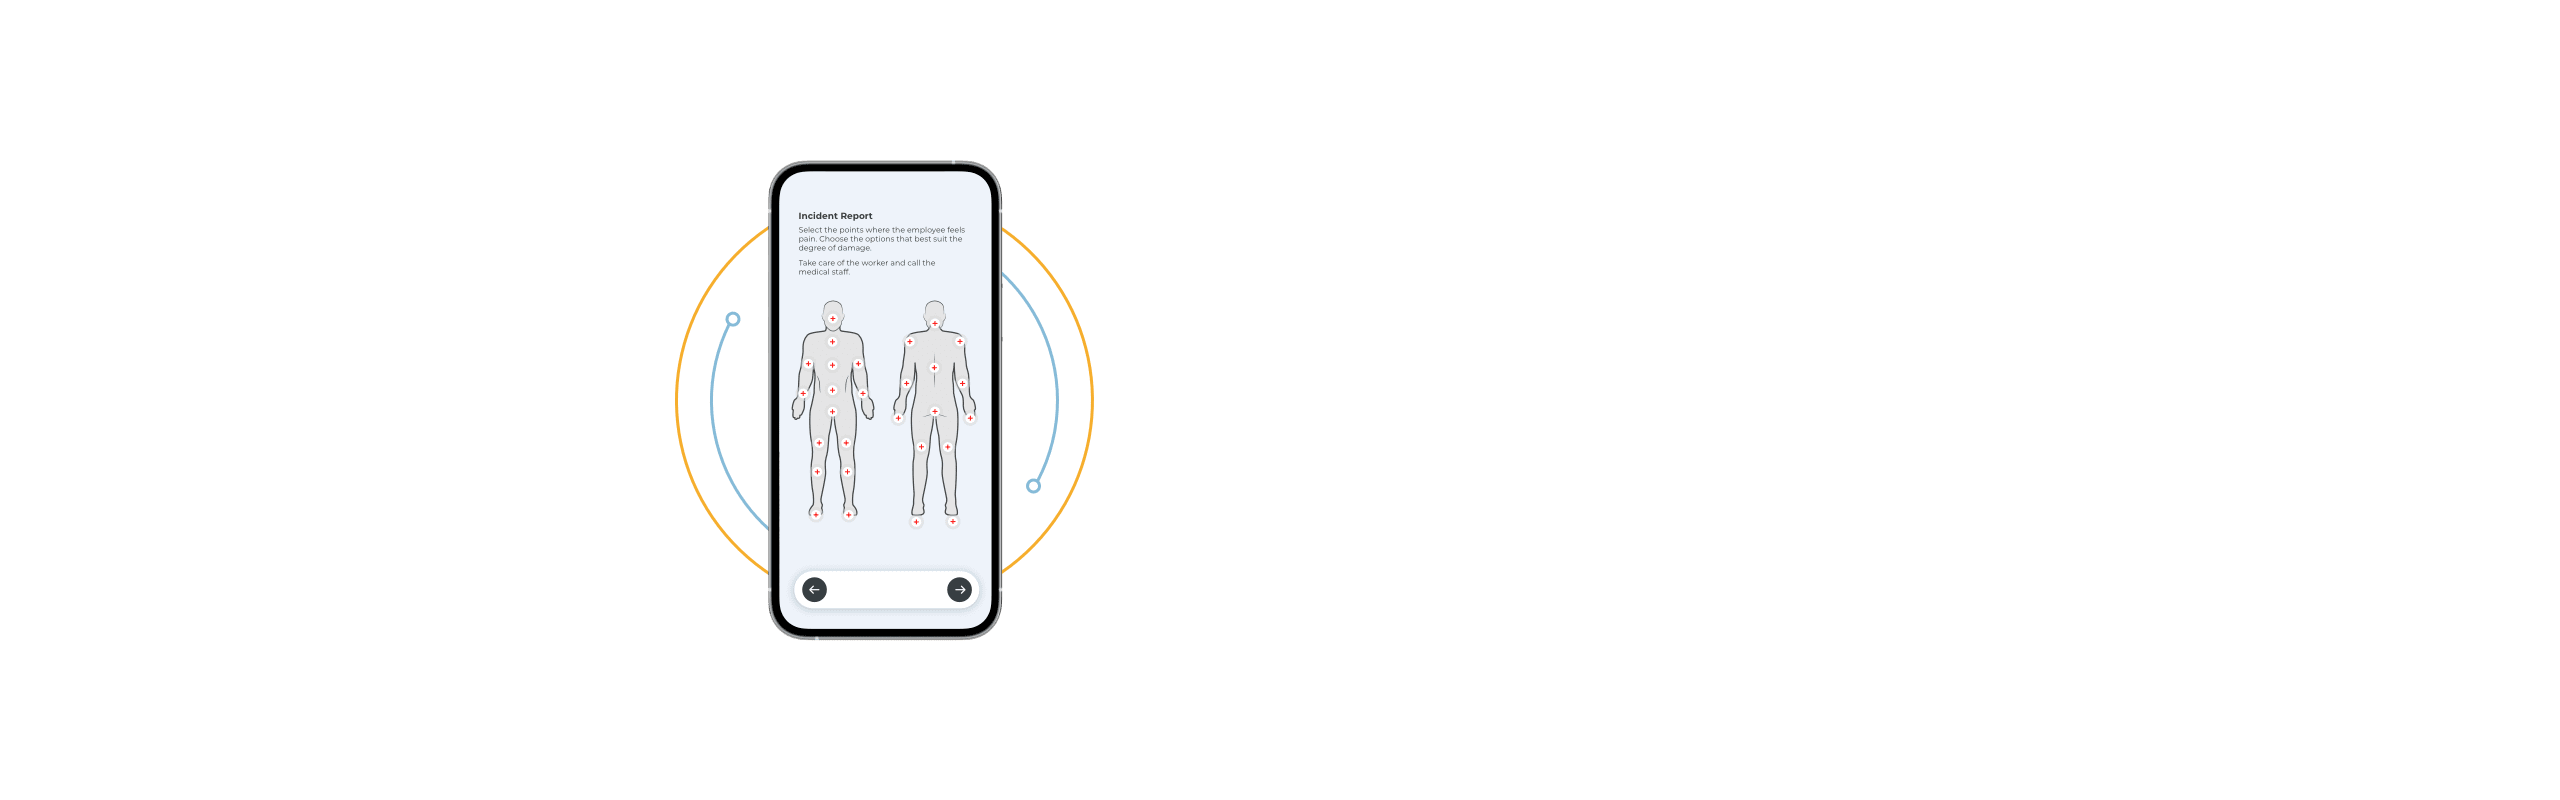 Incident Report
Select the points where the employee feels
pain. Choose the options that best suit the
degree of damage.
Take care of the worker and call the
medical staff.